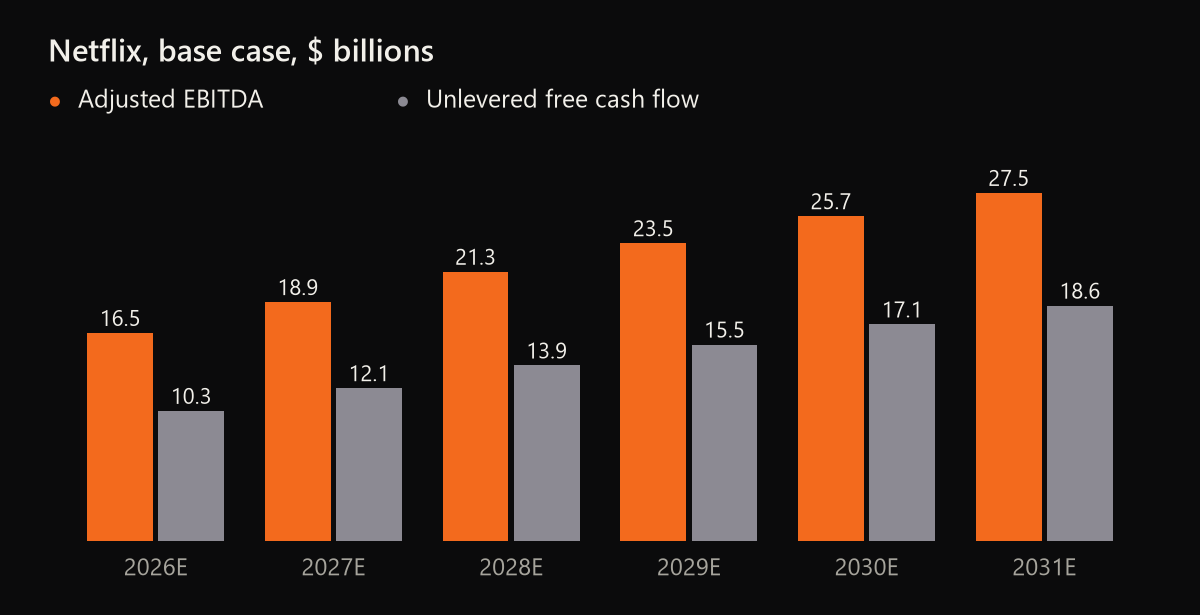 Netflix, base case, $ billions
Adjusted EBITDA
Unlevered free cash flow
16.5
10.3
18.9
12.1
21.3
13.9
23.5
15.5
25.7
17.1
27.5
18.6
2026E
2027E
2028E
2029E
2030E
2031E